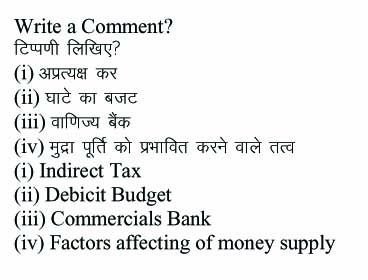 Write a Comment?
टिप्पणी लिखिए?
(i) अप्रत्यक्ष कर
(ii) घाटे का बजट
(iii) वाणिज्य बैंक
(iv) मुद्रा पूर्ति को प्रभावित करने वाले तत्व
(i) Indirect Tax
(ii) Debicit Budget
(iii) Commercials Bank
(iv) Factors affecting of money supply